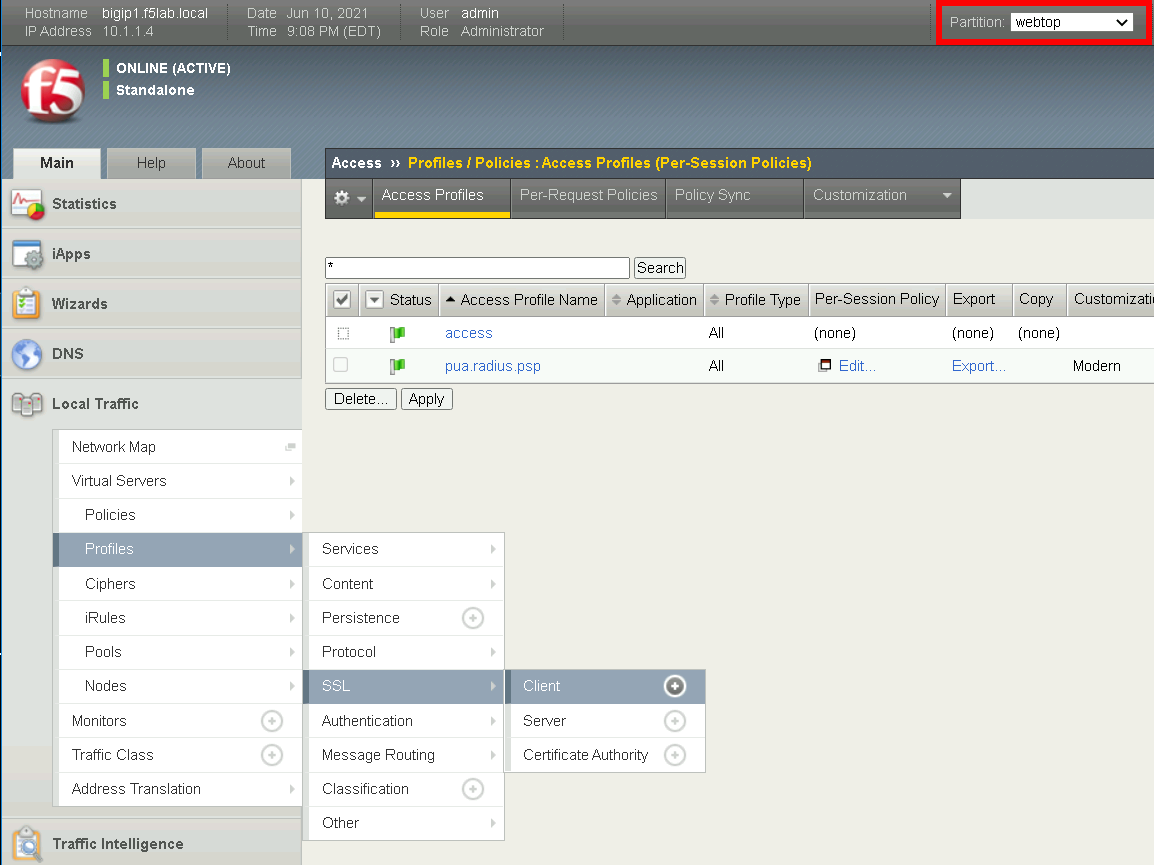 Hostname bigip1.f5lab.local Date Jun 10, 2021 User admin Partition: webtop
IP Address 10.1.1.4 Time 9:08 PM (EDT) Role Administrator
f5
ONLINE (ACTIVE)
Standalone
Main Help About
Access ›› Profiles / Policies : Access Profiles (Per-Session Policies)
Access Profiles Per-Request Policies Policy Sync Customization
* Search
Status Access Profile Name Application Profile Type Per-Session Policy Export Copy Customizatio
access All (none) (none) (none)
pua.radius.psp All Edit... Export... Modern
Delete... Apply
Statistics
iApps
Wizards
DNS
Local Traffic
Network Map
Virtual Servers
Policies
Profiles
Ciphers
iRules
Pools
Nodes
Monitors
Traffic Class
Address Translation
Services
Content
Persistence
Protocol
SSL
Authentication
Message Routing
Classification
Other
Client
Server
Certificate Authority
Traffic Intelligence